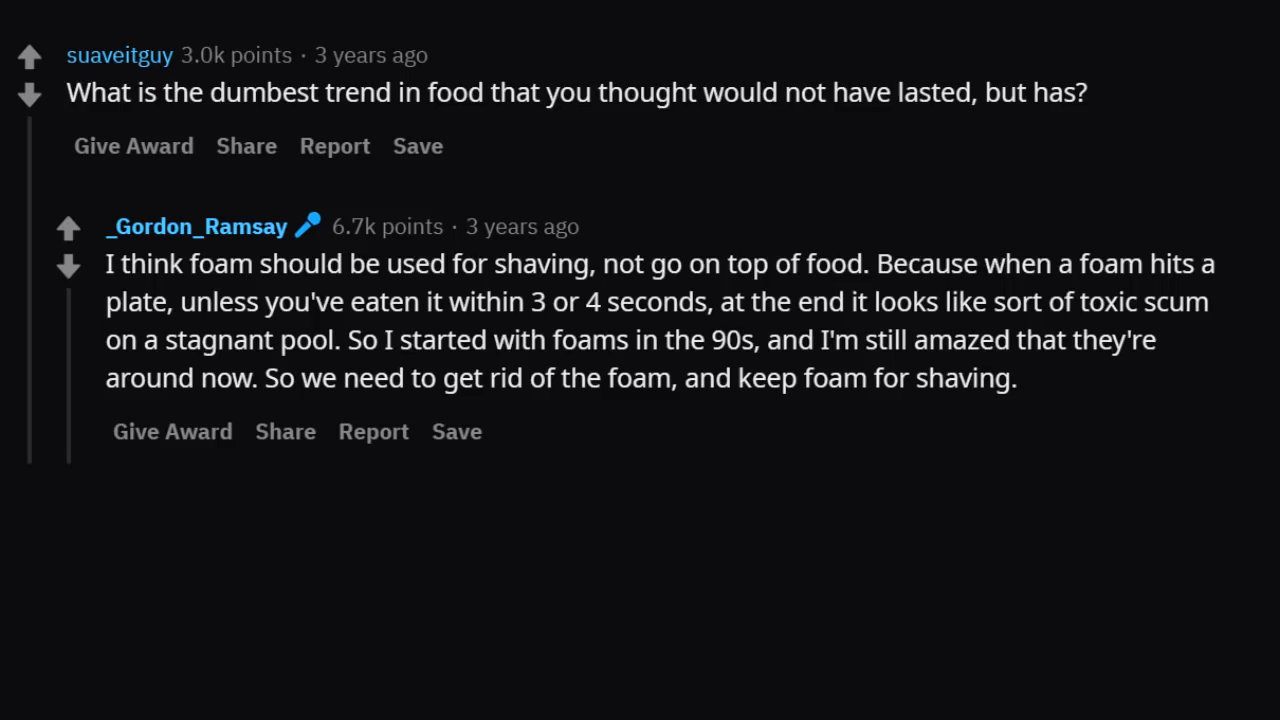 suaveitguy 3.0k points · 3 years ago
What is the dumbest trend in food that you thought would not have lasted, but has?
Give Award Share Report Save
_Gordon_Ramsay 6.7k points · 3 years ago
I think foam should be used for shaving, not go on top of food. Because when a foam hits a
plate, unless you've eaten it within 3 or 4 seconds, at the end it looks like sort of toxic scum
on a stagnant pool. So I started with foams in the 90s, and I'm still amazed that they're
around now. So we need to get rid of the foam, and keep foam for shaving.
Give Award Share Report Save